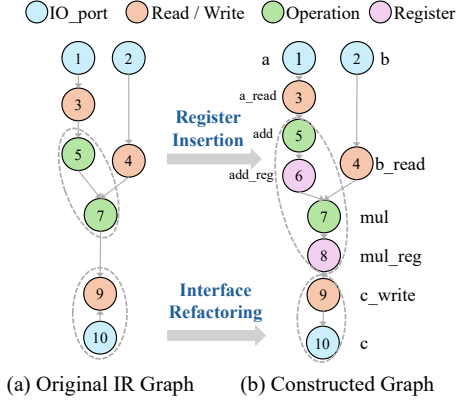 IO_port Read / Write Operation Register
1 2
3
5 4
7
9
10
Register
Insertion
Interface
Refactoring
a 1 2 b
a_read 3
add 5
add_reg 6 4 b_read
7 mul
8 mul_reg
9 c_write
10 c
(a) Original IR Graph (b) Constructed Graph